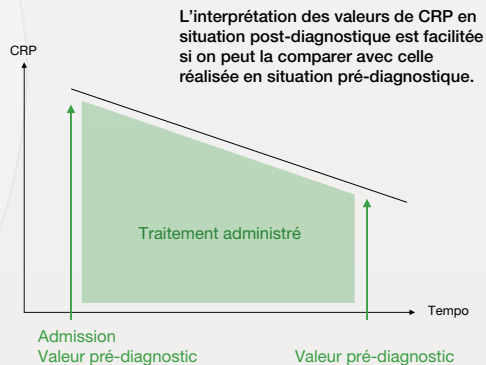 L'interprétation des valeurs de CRP en
situation post-diagnostique est facilitée
si on peut la comparer avec celle
réalisée en situation pré-diagnostique.
CRP
Traitement administré
Tempo
Admission
Valeur pré-diagnostic
Valeur pré-diagnostic